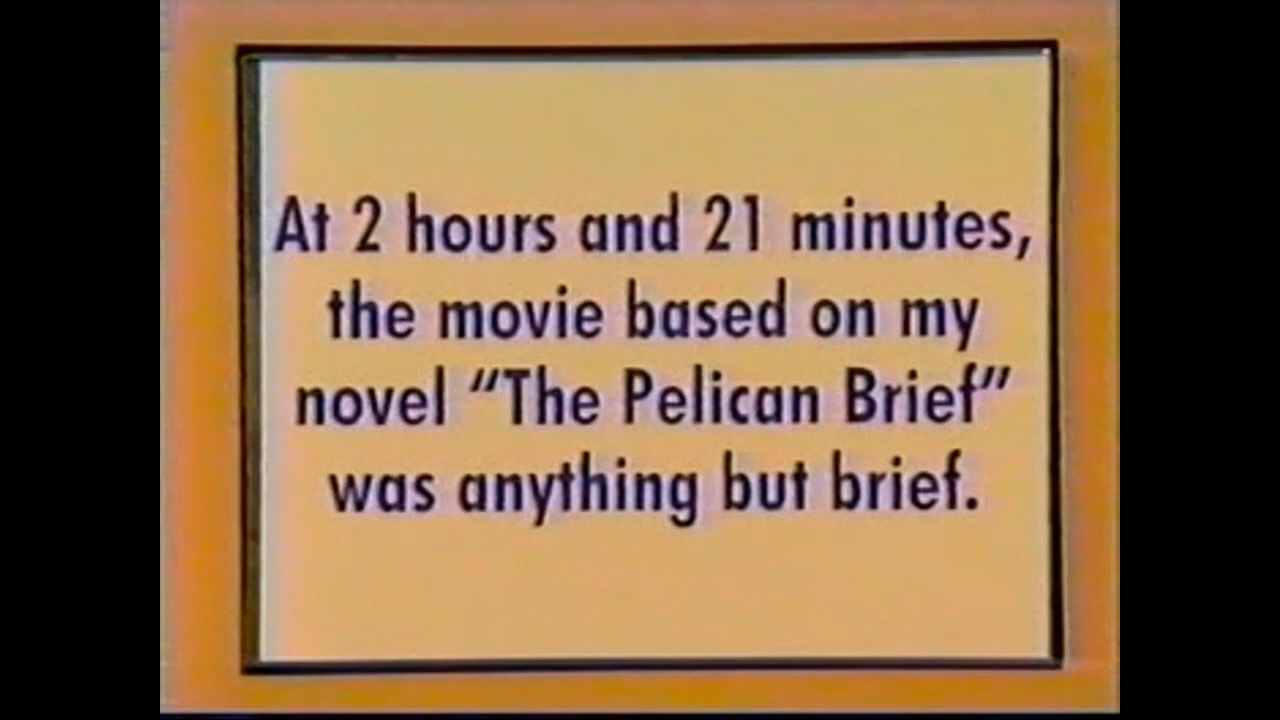 At 2 hours and 21 minutes,
the movie based on my
novel “The Pelican Brief”
was anything but brief.